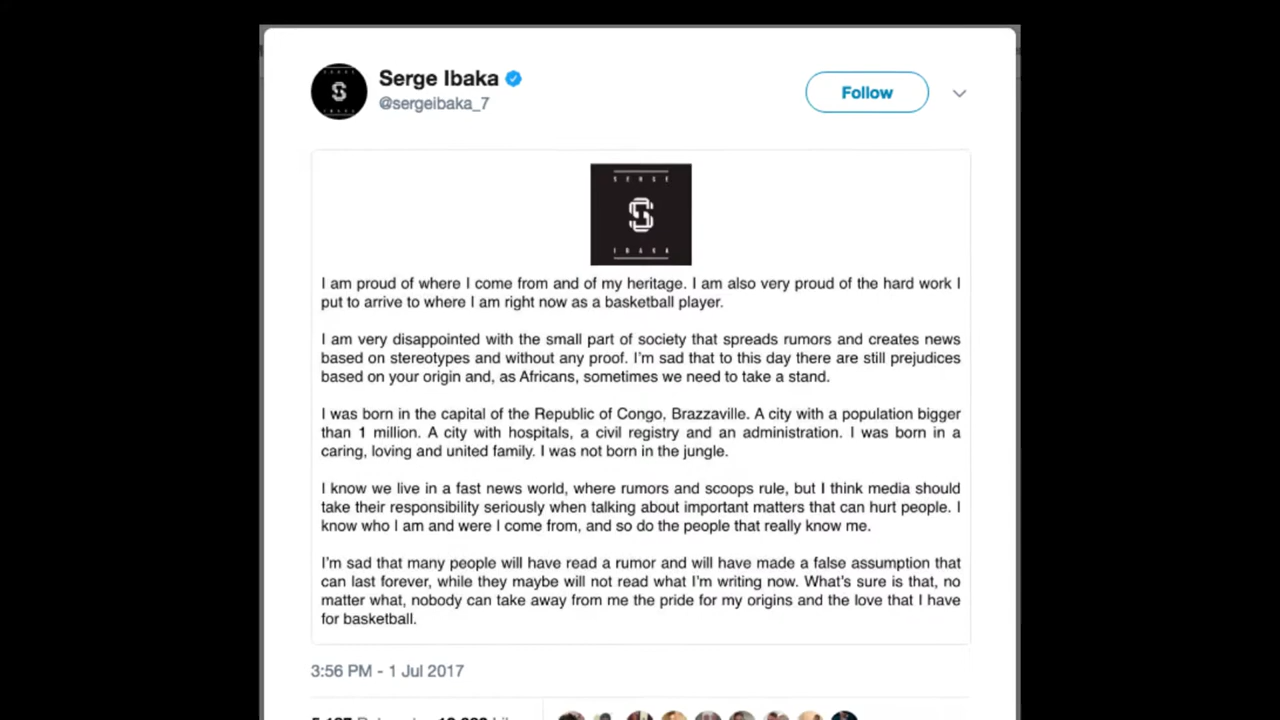 Serge Ibaka
@sergeibaka_7
Follow
SERGE
S
IBAKA
I am proud of where I come from and of my heritage. I am also very proud of the hard work I
put to arrive to where I am right now as a basketball player.
I am very disappointed with the small part of society that spreads rumors and creates news
based on stereotypes and without any proof. I'm sad that to this day there are still prejudices
based on your origin and, as Africans, sometimes we need to take a stand.
I was born in the capital of the Republic of Congo, Brazzaville. A city with a population bigger
than 1 million. A city with hospitals, a civil registry and an administration. I was born in a
caring, loving and united family. I was not born in the jungle.
I know we live in a fast news world, where rumors and scoops rule, but I think media should
take their responsibility seriously when talking about important matters that can hurt people. I
know who I am and were I come from, and so do the people that really know me.
I'm sad that many people will have read a rumor and will have made a false assumption that
can last forever, while they maybe will not read what I'm writing now. What's sure is that, no
matter what, nobody can take away from me the pride for my origins and the love that I have
for basketball.
3:56 PM - 1 Jul 2017